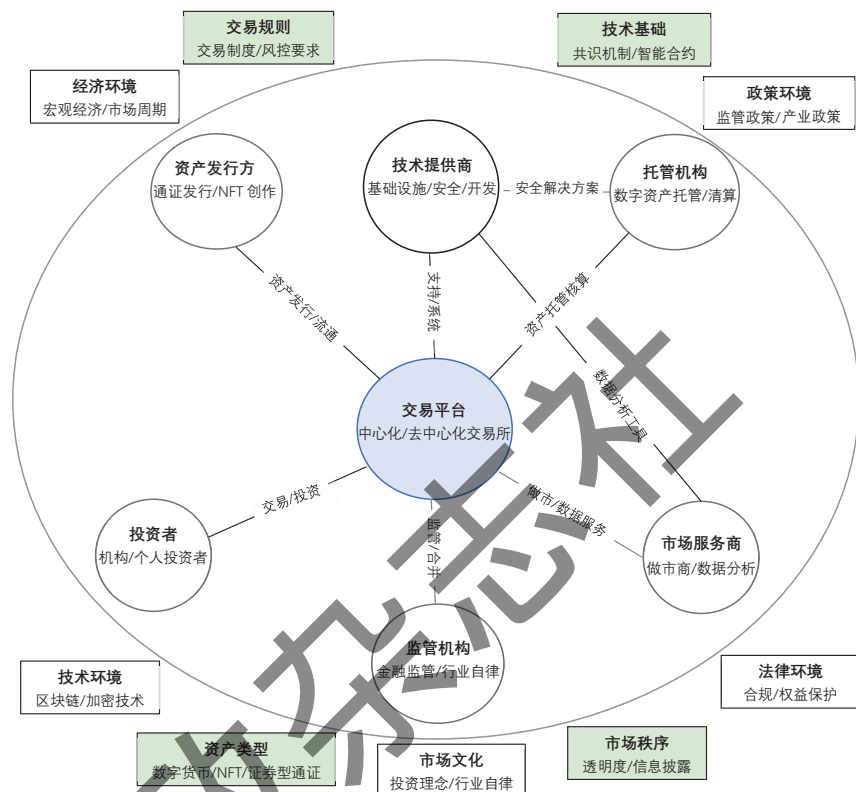 交易规则
交易制度/风控要求
技术基础
共识机制/智能合约
经济环境
宏观经济/市场周期
政策环境
监管政策/产业政策
资产发行方
通证发行/NFT 创作
技术提供商
基础设施/安全/开发
安全解决方案
托管机构
数字资产托管/清算
资产发行/流通
支持/系统
资产托管核算
数据分析工具
交易平台
中心化/去中心化交易所
交易/投资
监管/合并
做市/数据服务
投资者
机构/个人投资者
市场服务商
做市商/数据分析
监管机构
金融监管/行业自律
技术环境
区块链/加密技术
法律环境
合规/权益保护
资产类型
数字货币/NFT/证券型通证
市场文化
投资理念/行业自律
市场秩序
透明度/信息披露
杂志社